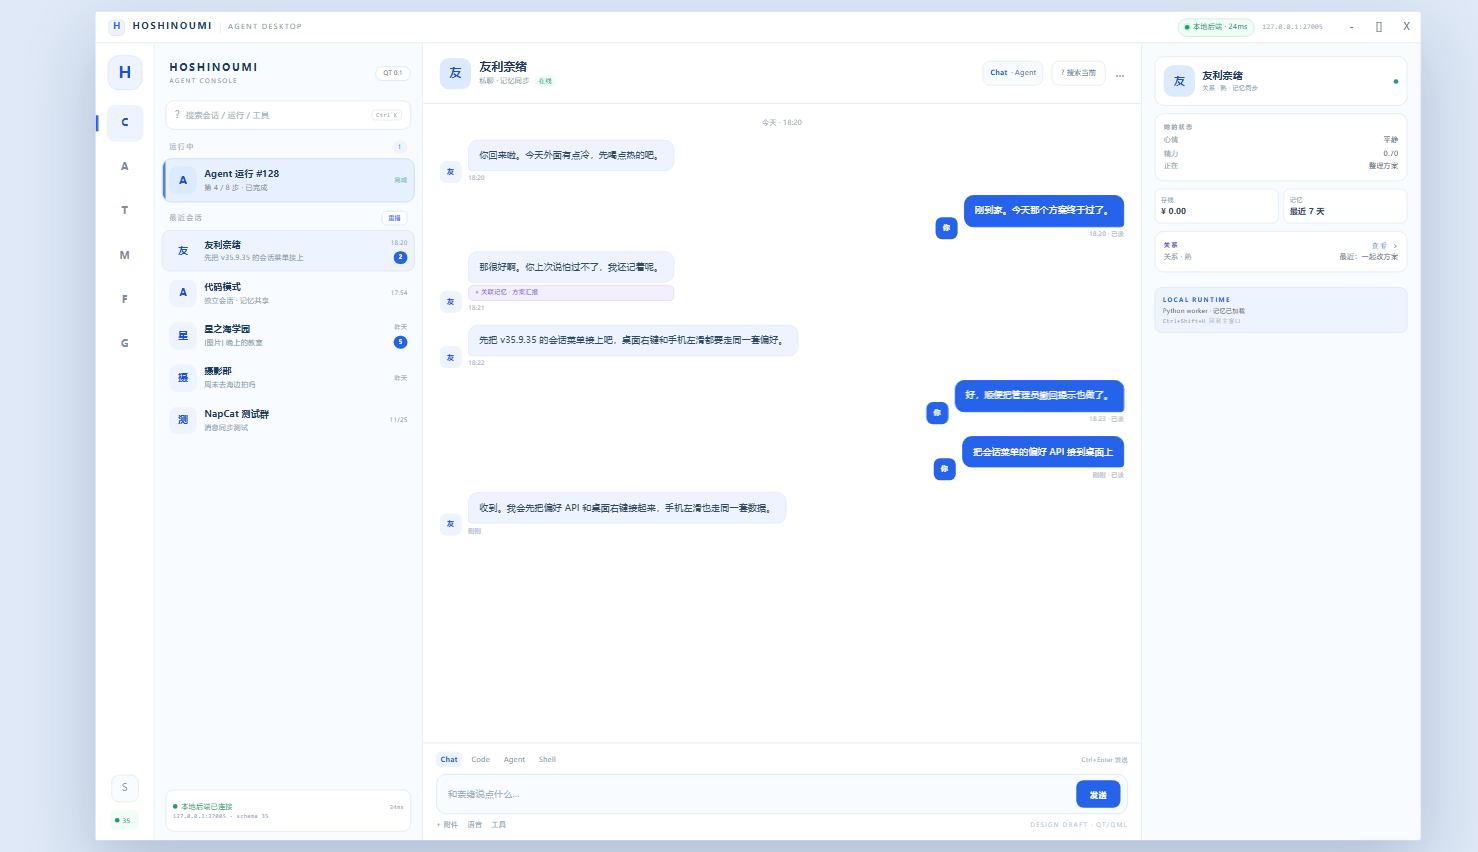 H HOSHINOUMI AGENT DESKTOP
本地后端 · 24ms 127.0.0.1:27005 - [] X
H
C
A
T
M
F
G
S
35
HOSHINOUMI
AGENT CONSOLE
QT 0.1
? 搜索会话 / 运行 / 工具 Ctrl K
运行中 1
A Agent 运行 #128
第 4 / 8 步 · 已完成
完成
最近会话 重播
友 友利奈绪 18:20
先把 v35.9.35 的会话菜单接上 2
A 代码模式 17:54
独立会话 · 记忆共享
星 星之海学园 昨天
[图片] 晚上的教室 5
摄 摄影部 昨天
周末去海边拍吗
测 NapCat 测试群 11/25
消息同步测试
本地后端已连接 24ms
127.0.0.1:27005 · schema 35
友 友利奈绪
私聊 · 记忆同步 在线
Chat · Agent
? 搜索当前
...
今天 · 18:20
你回来啦。今天外面有点冷，先喝点热的吧。
友
18:20
刚到家。今天那个方案终于过了。
你
18:20 · 已读
那很好啊。你上次说怕过不了，我还记着呢。
+ 关联记忆 · 方案汇报
友
18:21
先把 v35.9.35 的会话菜单接上吧，桌面右键和手机左滑都要走同一套偏好。
友
18:22
好，顺便把管理员撤回提示也做了。
你
18:23 · 已读
把会话菜单的偏好 API 接到桌面上
你
刚刚 · 已读
收到。我会先把偏好 API 和桌面右键接起来，手机左滑也走同一套数据。
友
刚刚
Chat Code Agent Shell Ctrl+Enter 发送
和奈绪说点什么...
发送
+ 附件 语音 工具 DESIGN DRAFT · QT/QML
友 友利奈绪
关系 · 熟 · 记忆同步
她的状态
心情 平静
精力 0.70
正在 整理方案
存钱
¥ 0.00
记忆
最近 7 天
关系 查看 >
关系 · 熟 最近：一起改方案
LOCAL RUNTIME
Python worker · 记忆已加载